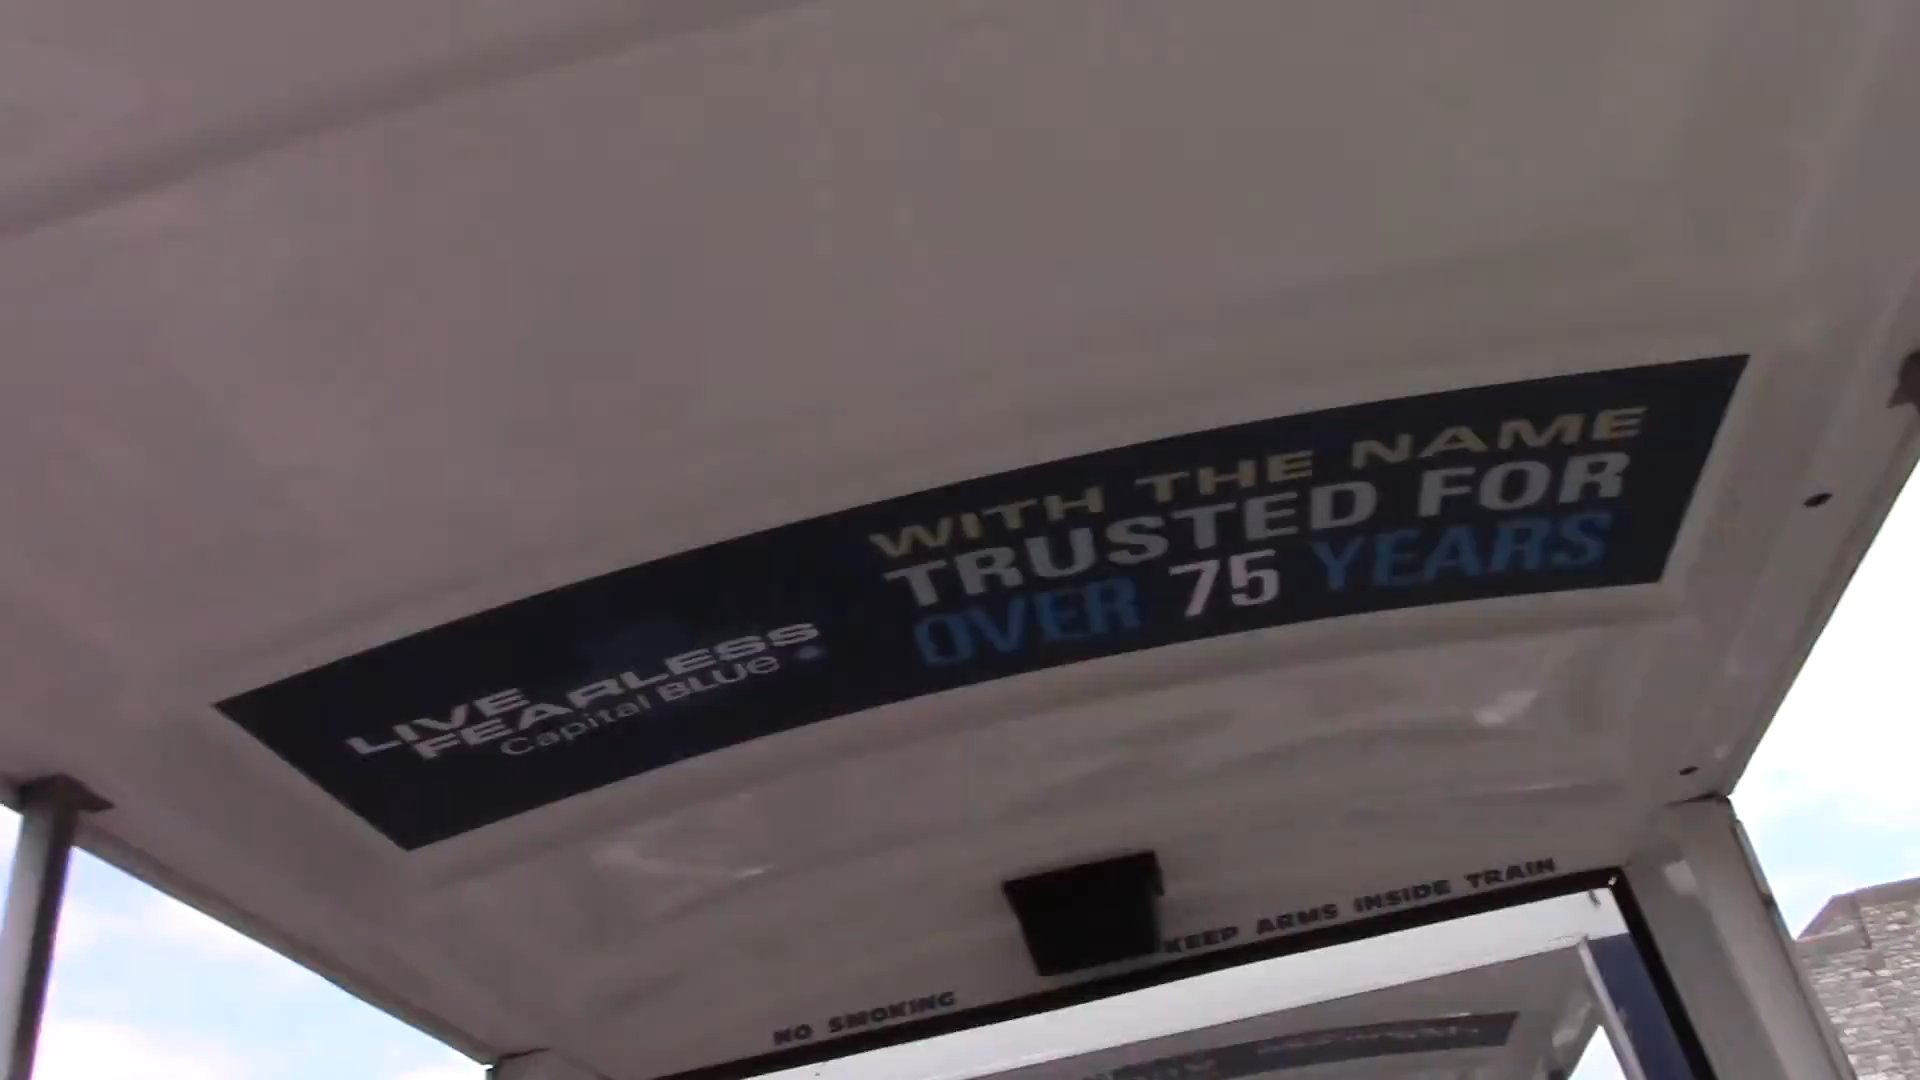 LIVE
FEARLESS
Capital BLUe
WITH THE NAME
TRUSTED FOR
OVER 75 YEARS
NO SMOKING
KEEP ARMS INSIDE TRAIN